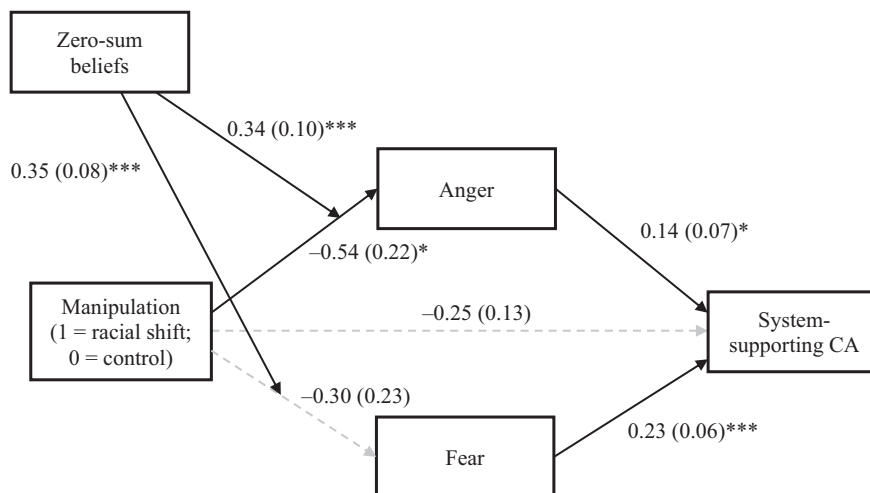 Zero-sum
beliefs
0.34 (0.10)***
0.35 (0.08)***
Anger
–0.54 (0.22)*
0.14 (0.07)*
Manipulation
(1 = racial shift;
0 = control)
–0.25 (0.13)
System-
supporting CA
–0.30 (0.23)
0.23 (0.06)***
Fear